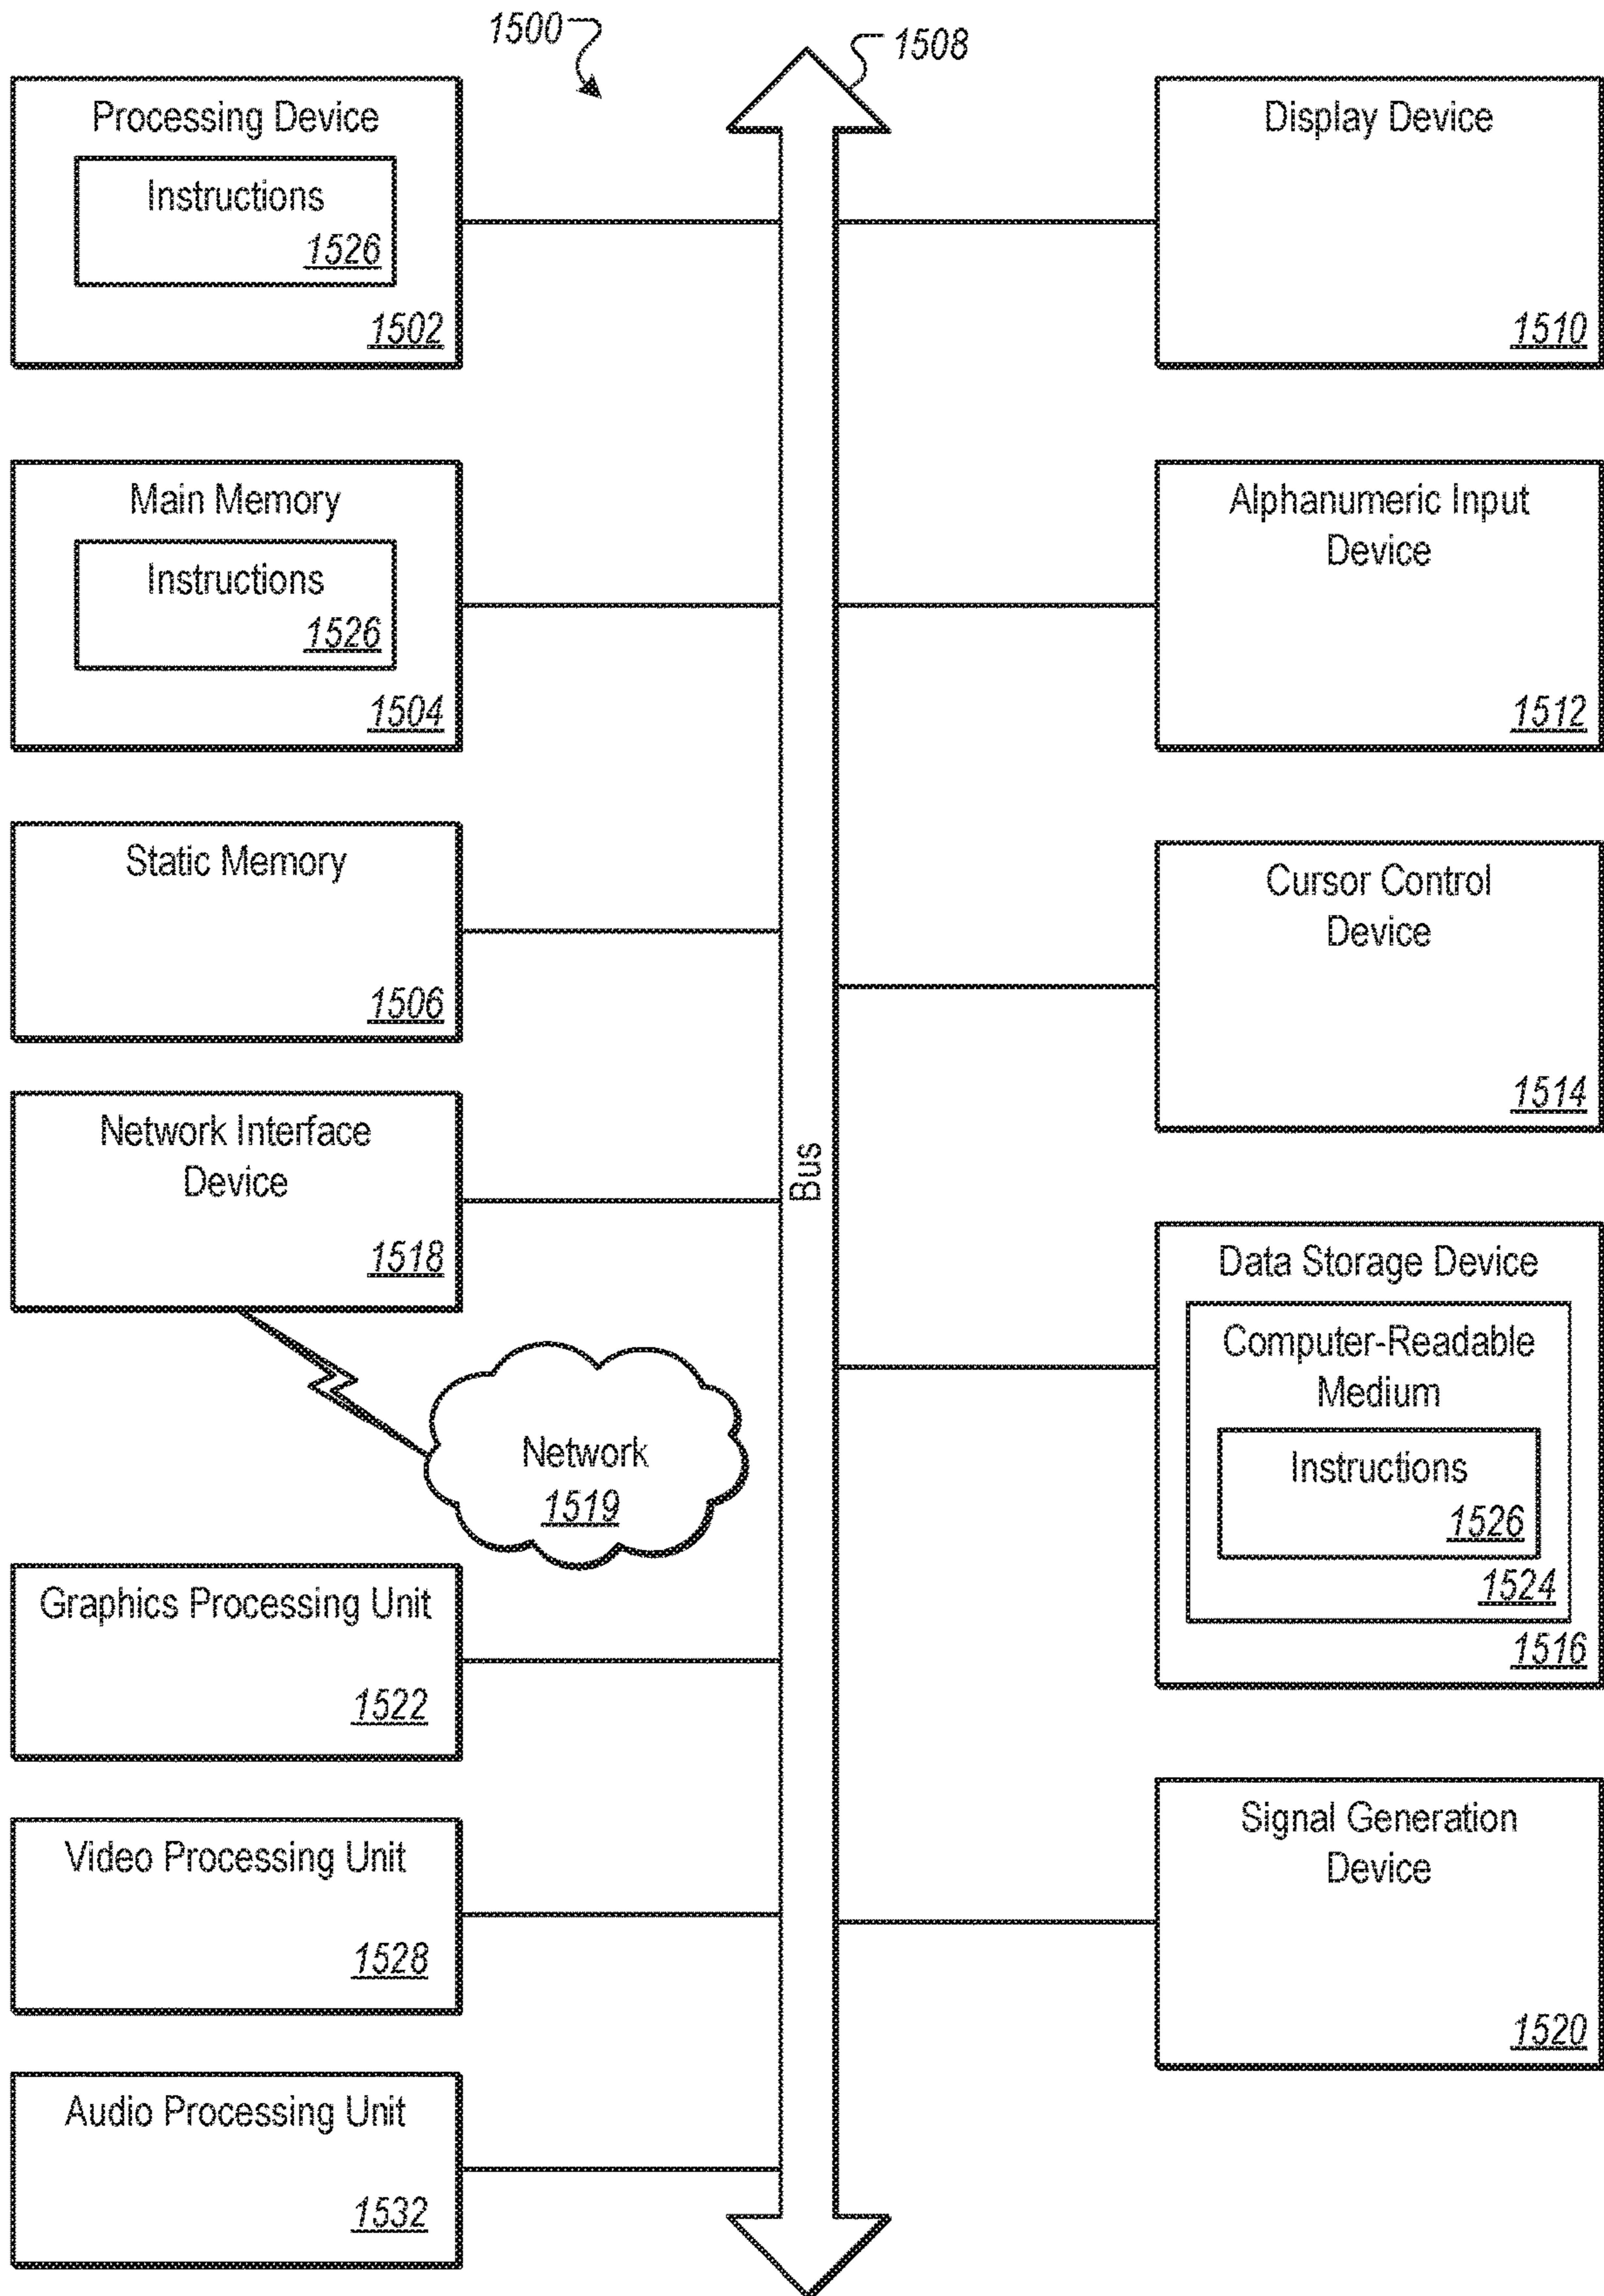 1500
1508
Processing Device
Instructions
1526
1502
Main Memory
Instructions
1526
1504
Static Memory
1506
Network Interface
Device
1518
Network
1519
Graphics Processing Unit
1522
Video Processing Unit
1528
Audio Processing Unit
1532
Bus
Display Device
1510
Alphanumeric Input
Device
1512
Cursor Control
Device
1514
Data Storage Device
Computer-Readable
Medium
Instructions
1526
1524
1516
Signal Generation
Device
1520